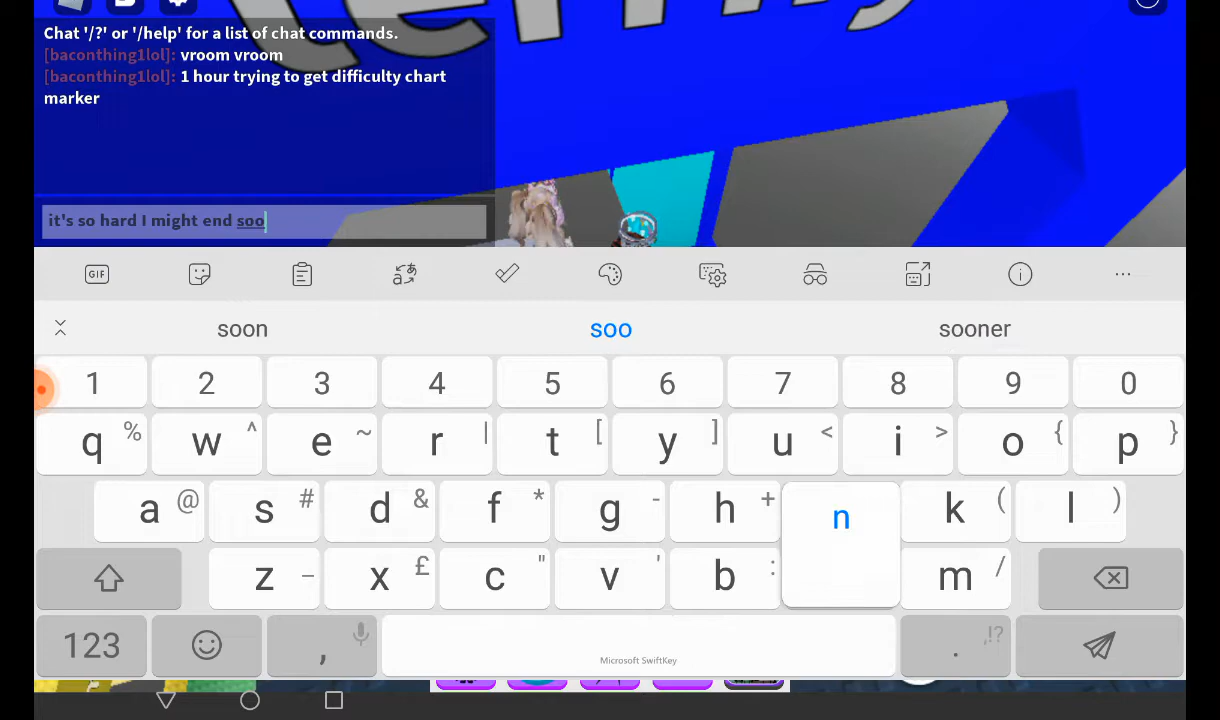 Chat '/?' or '/help' for a list of chat commands.
[baconthing1lol]: vroom vroom
[baconthing1lol]: 1 hour trying to get difficulty chart
marker
it's so hard I might end soo
GIF
soon soo sooner
1 2 3 4 5 6 7 8 9 0
q % w ^ e ~ r | t [ y ] u < i > o { p }
a @ s # d & f * g - h + n k ( l )
z _ x £ c " v ' b : m /
123 , . ,!?
Microsoft SwiftKey